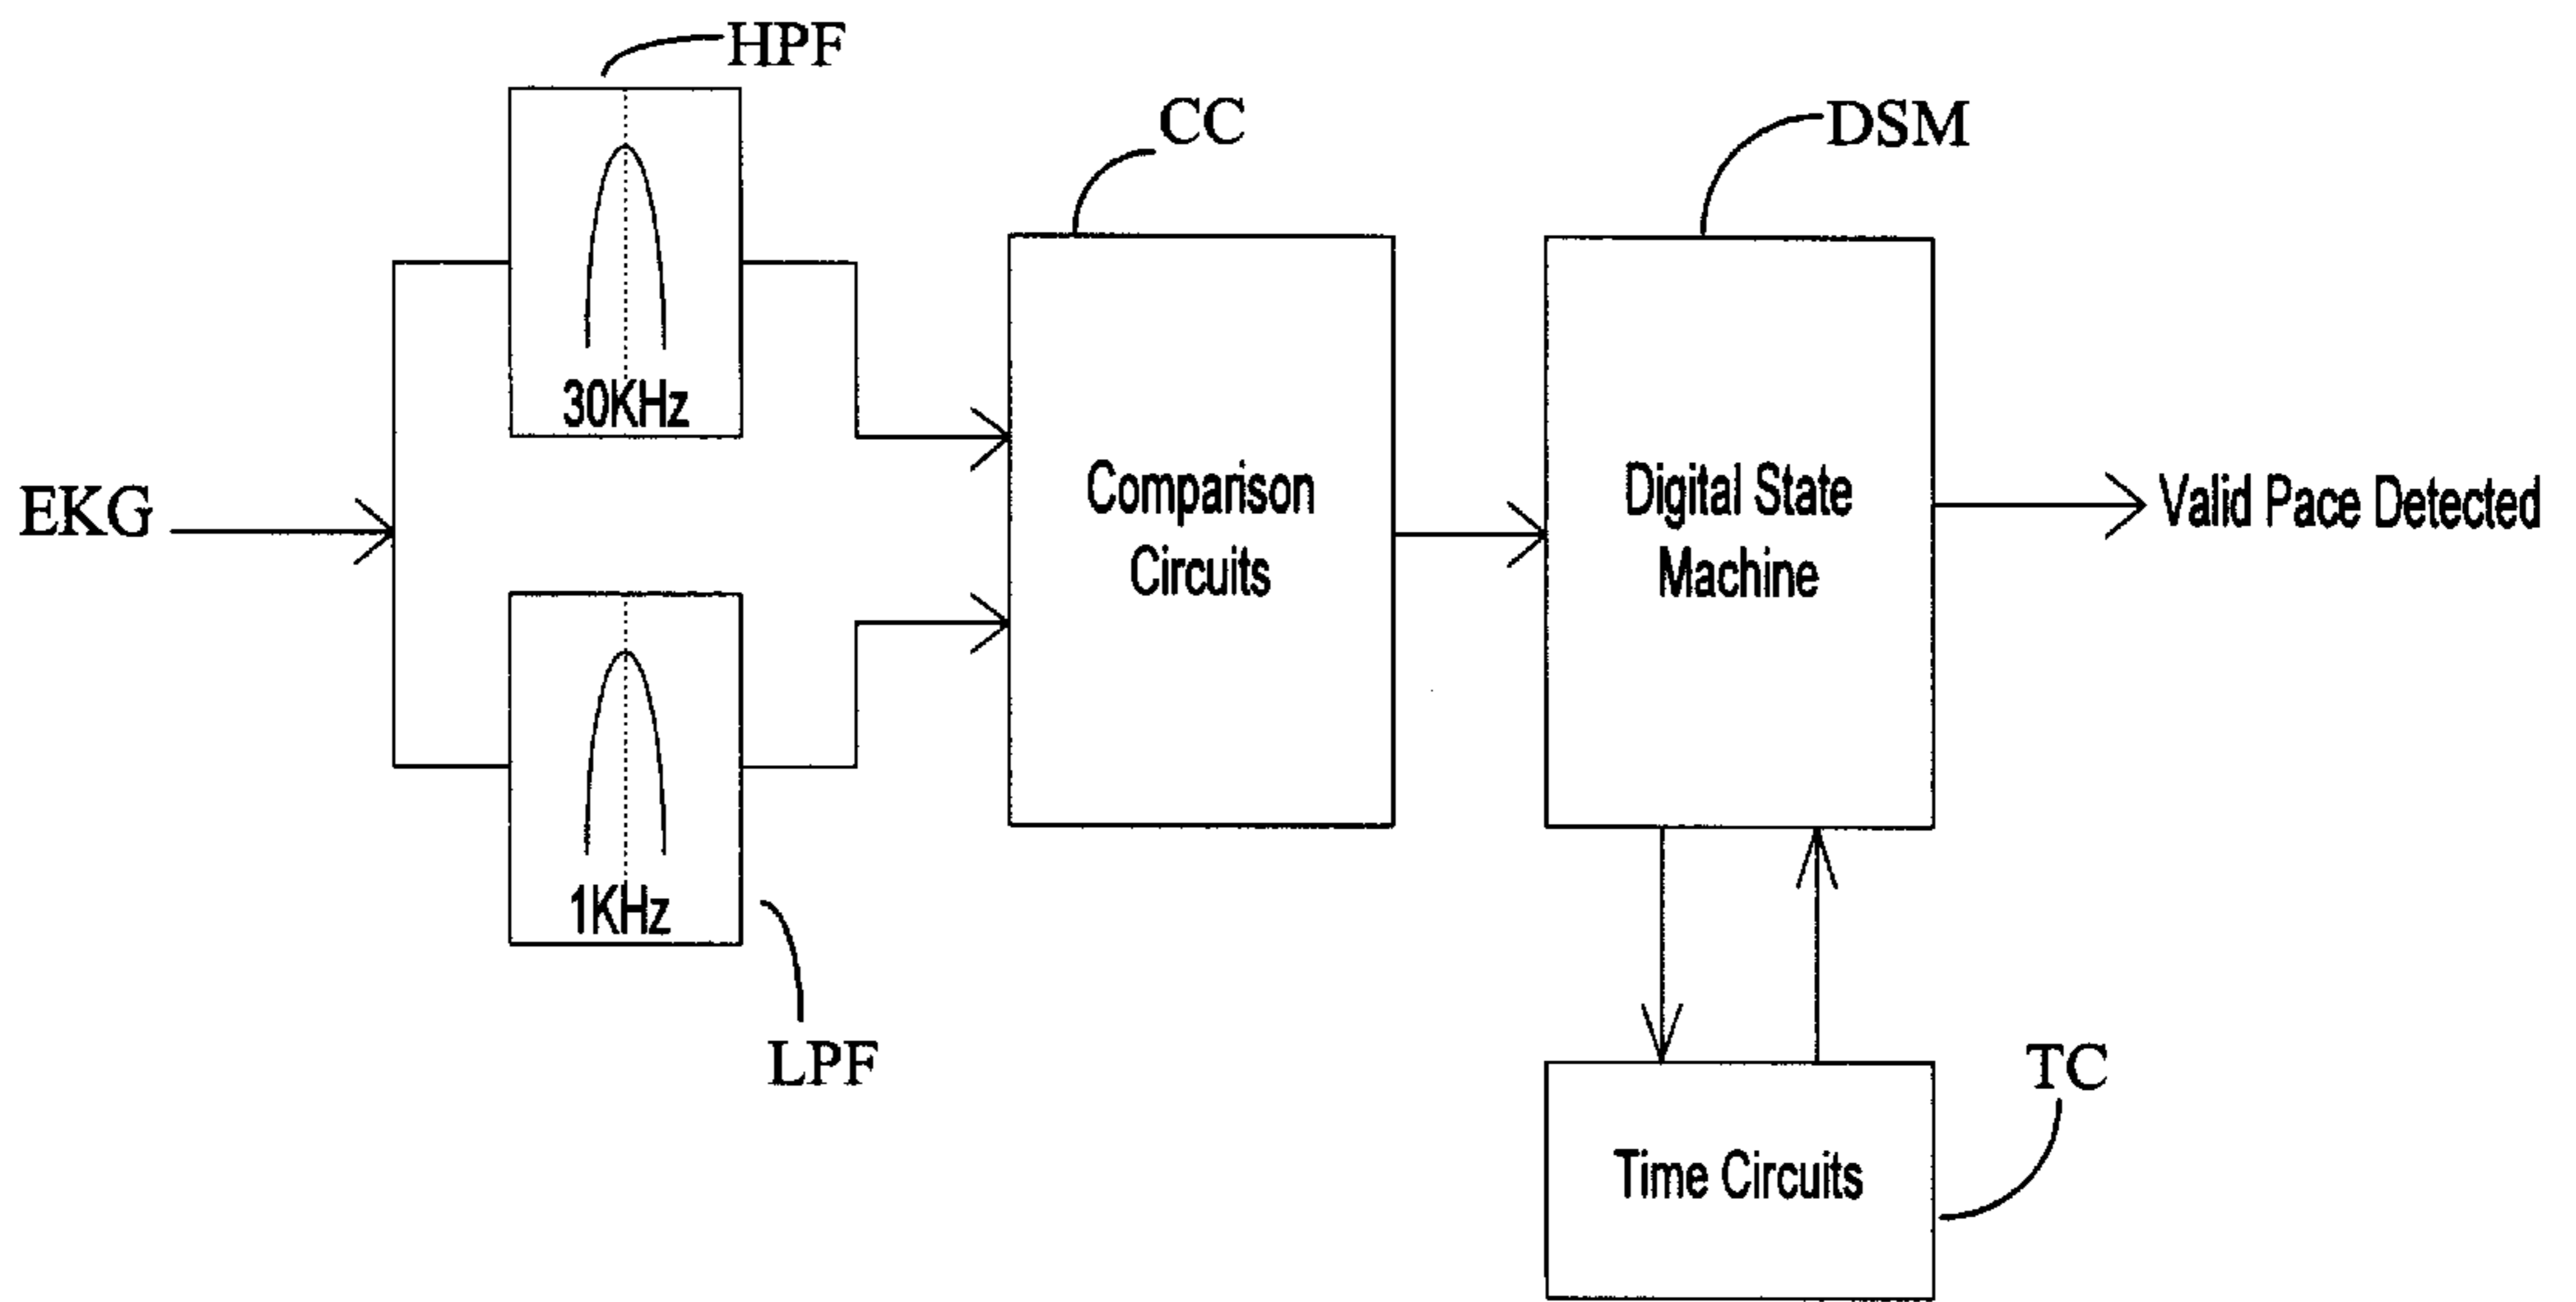 HPF
CC
DSM
30KHz
EKG
Comparison
Circuits
Digital State
Machine
Valid Pace Detected
1KHz
LPF
TC
Time Circuits